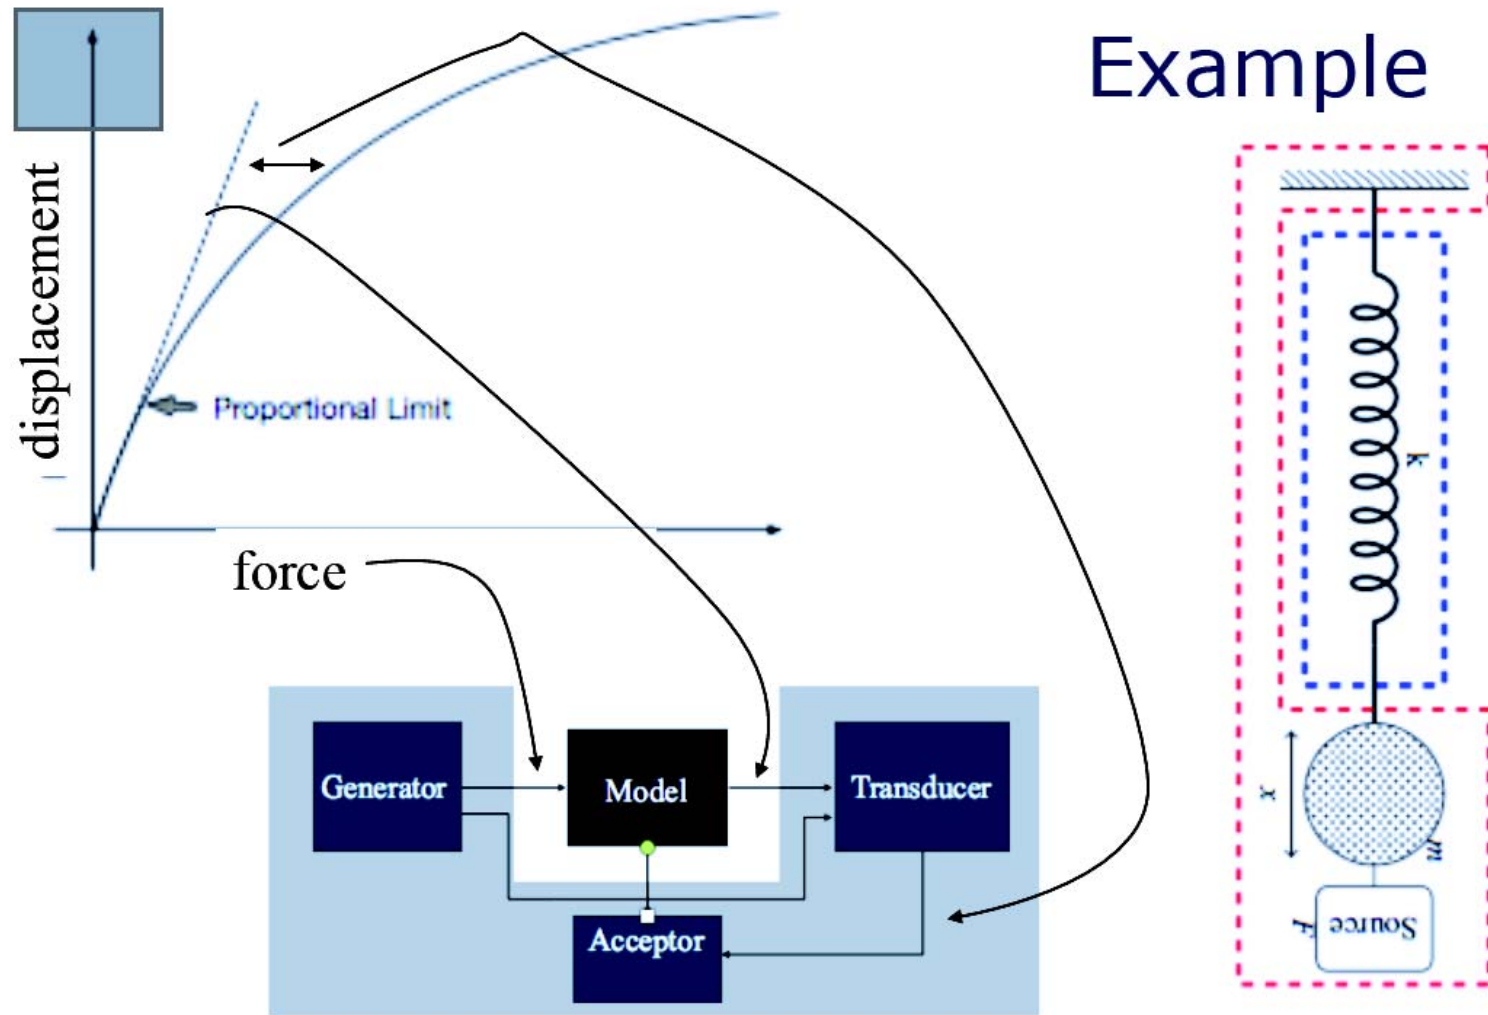 Example
displacement
Proportional Limit
force
k
Generator
Model
Transducer
x
m
Acceptor
F
Source